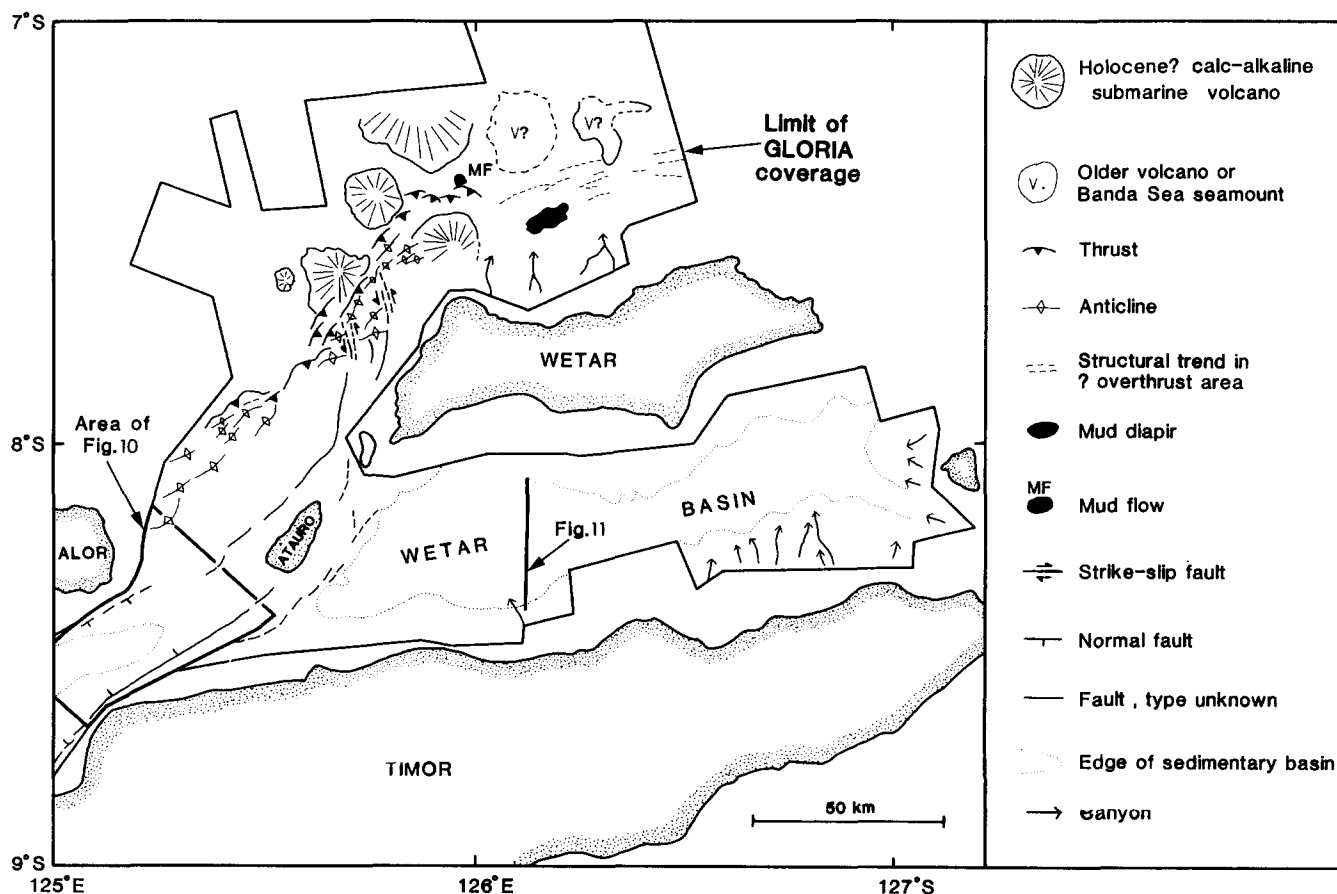 7°S
8°S
9°S
125°E
126°E
127°S
V?
V?
MF
Limit of
GLORIA
coverage
WETAR
Area of
Fig.10
ALOR
ATAURO
WETAR
BASIN
Fig.11
TIMOR
50 km
Holocene? calc-alkaline
submarine volcano
V.
Older volcano or
Banda Sea seamount
Thrust
Anticline
Structural trend in
? overthrust area
Mud diapir
MF
Mud flow
Strike-slip fault
Normal fault
Fault , type unknown
Edge of sedimentary basin
anyon